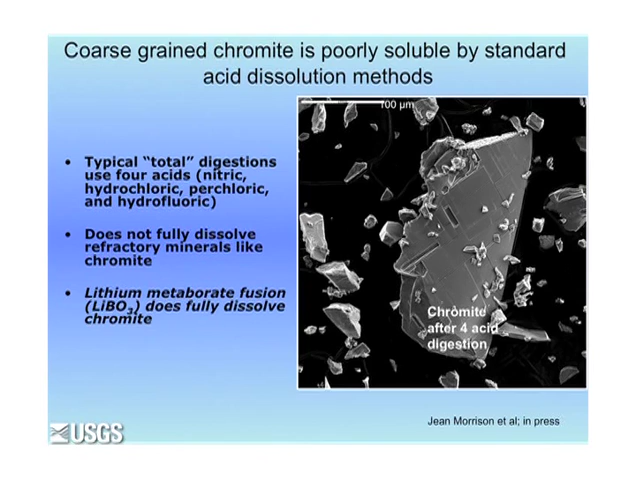 Coarse grained chromite is poorly soluble by standard
acid dissolution methods
100 µm
• Typical “total” digestions
use four acids (nitric,
hydrochloric, perchloric,
and hydrofluoric)
• Does not fully dissolve
refractory minerals like
chromite
• Lithium metaborate fusion
(LiBO₃) does fully dissolve
chromite
Chromite
after 4 acid
digestion
Jean Morrison et al; in press
USGS